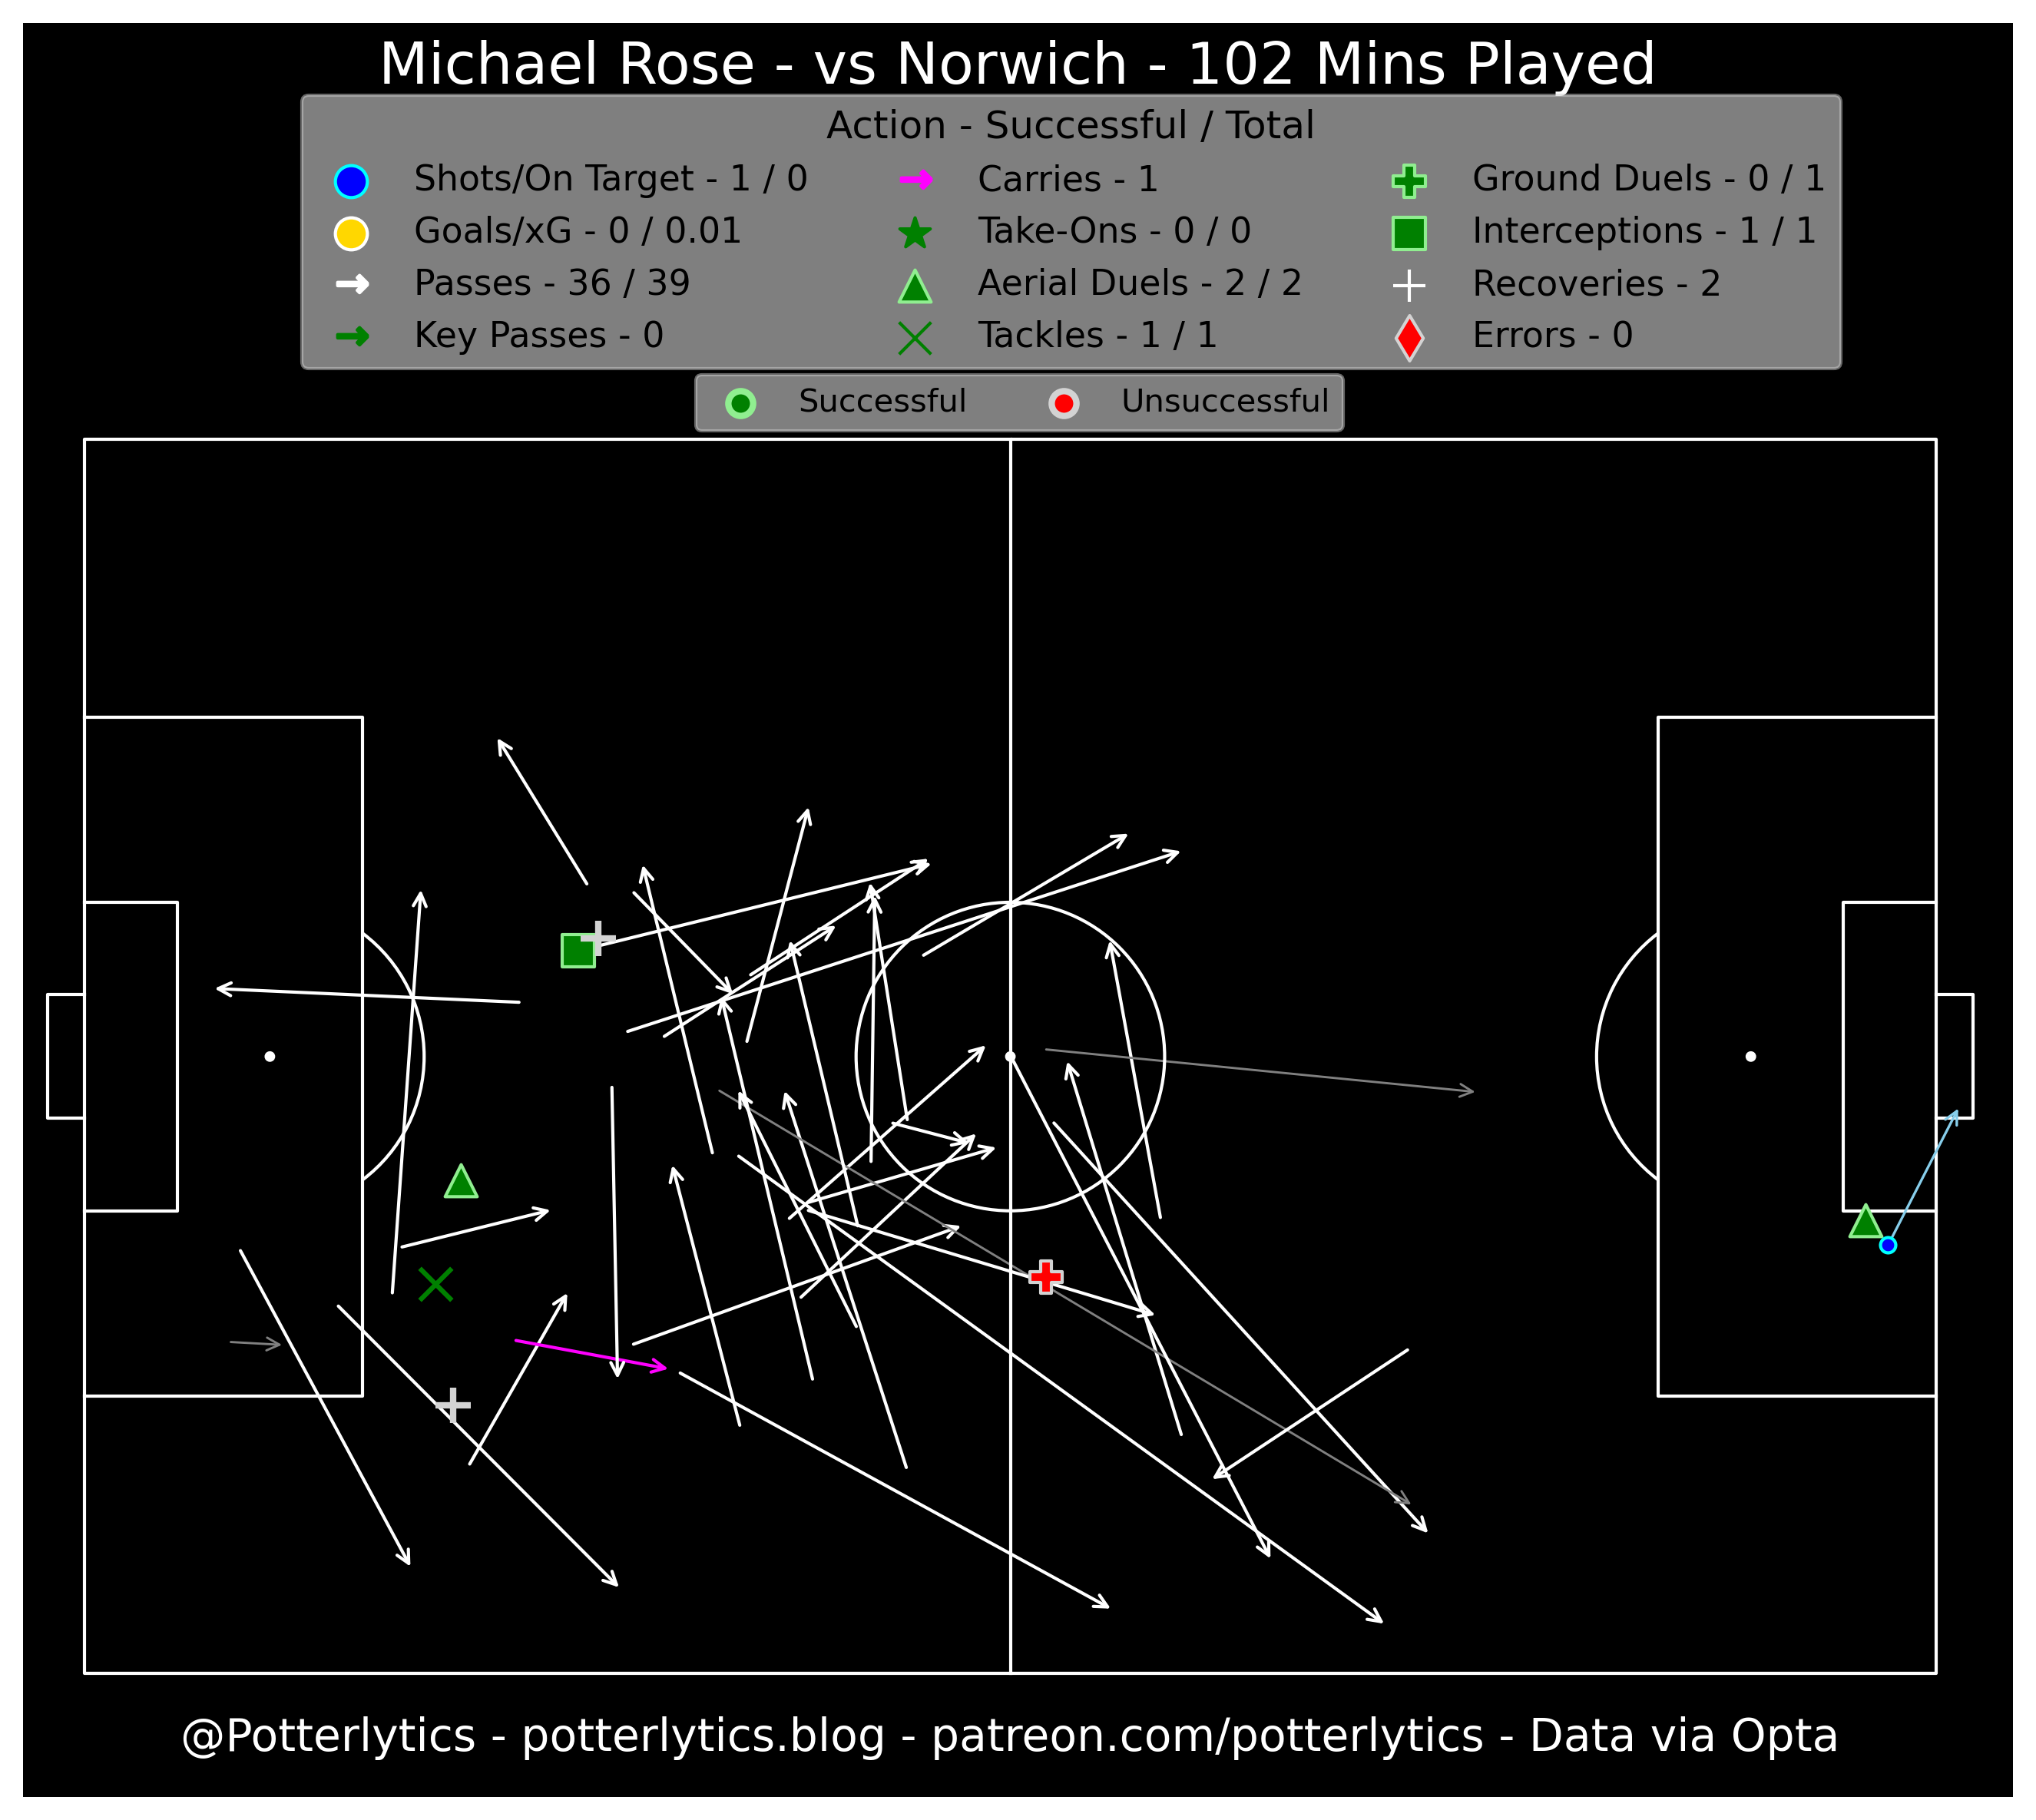 Michael Rose - vs Norwich - 102 Mins Played
Action - Successful / Total
Shots/On Target - 1 / 0
Goals/xG - 0 / 0.01
Passes - 36 / 39
Key Passes - 0
Carries - 1
Take-Ons - 0 / 0
Aerial Duels - 2 / 2
Tackles - 1 / 1
Ground Duels - 0 / 1
Interceptions - 1 / 1
Recoveries - 2
Errors - 0
Successful
Unsuccessful
@Potterlytics - potterlytics.blog - patreon.com/potterlytics - Data via Opta